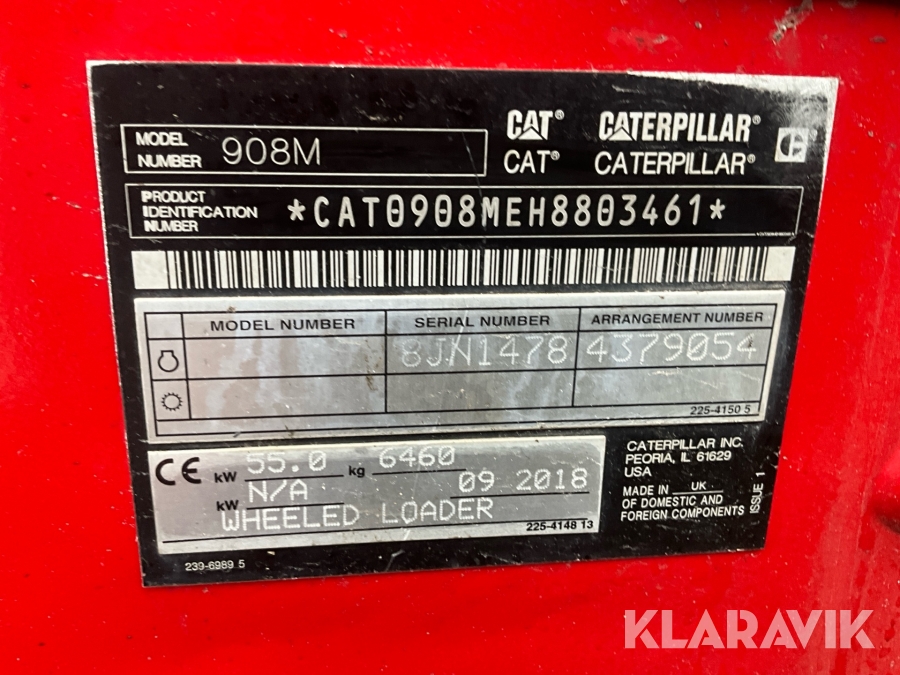 MODEL NUMBER 908M
CAT® CATERPILLAR®
CAT® CATERPILLAR®
PRODUCT IDENTIFICATION NUMBER *CAT0908MEH8803461*
MODEL NUMBER SERIAL NUMBER ARRANGEMENT NUMBER
8JN1478 4379054
225-4150 5
CE kW 55.0 kg 6460
kW N/A 09 2018
WHEELED LOADER
225-4148 13
239-6989 5
CATERPILLAR INC.
PEORIA, IL 61629
USA
MADE IN UK
OF DOMESTIC AND
FOREIGN COMPONENTS
ISSUE 1
KLARAVIK